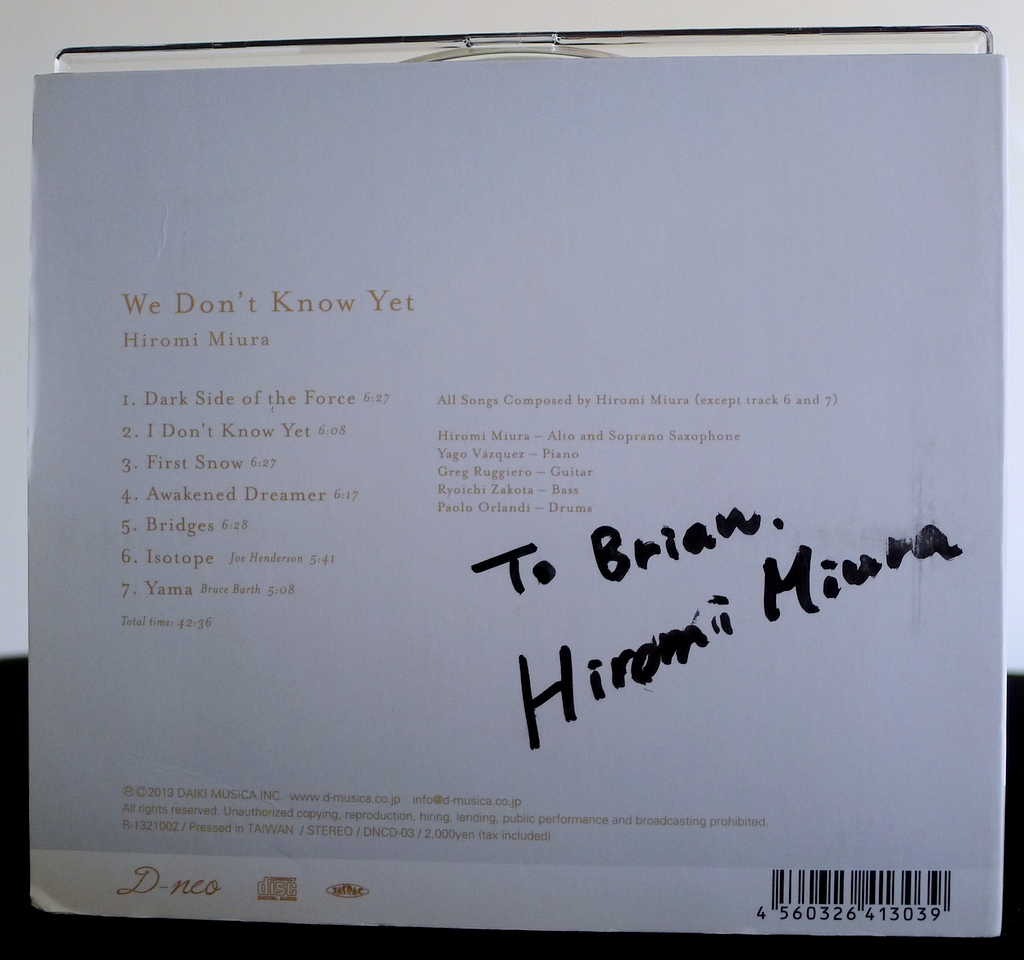 We Don't Know Yet
Hiromi Miura
1. Dark Side of the Force 6:27
2. I Don't Know Yet 6:08
3. First Snow 6:27
4. Awakened Dreamer 6:17
5. Bridges 6:28
6. Isotope Joe Henderson 5:41
7. Yama Bruce Barth 5:08
Total time: 42:36
All Songs Composed by Hiromi Miura (except track 6 and 7)
Hiromi Miura – Alto and Soprano Saxophone
Yago Vázquez – Piano
Greg Ruggiero – Guitar
Ryoichi Zakota – Bass
Paolo Orlandi – Drums
To Brian.
Hiromi Miura
℗©2013 DAIKI MUSiCA,INC. www.d-musica.co.jp info@d-musica.co.jp
All rights reserved. Unauthorized copying, reproduction, hiring, lending, public performance and broadcasting prohibited.
R-1321002 / Pressed in TAIWAN / STEREO / DNCD-03 / 2,000yen (tax included)
D-neo
COMPACT
disc
DIGITAL AUDIO
JASRAC
4 560326 413039